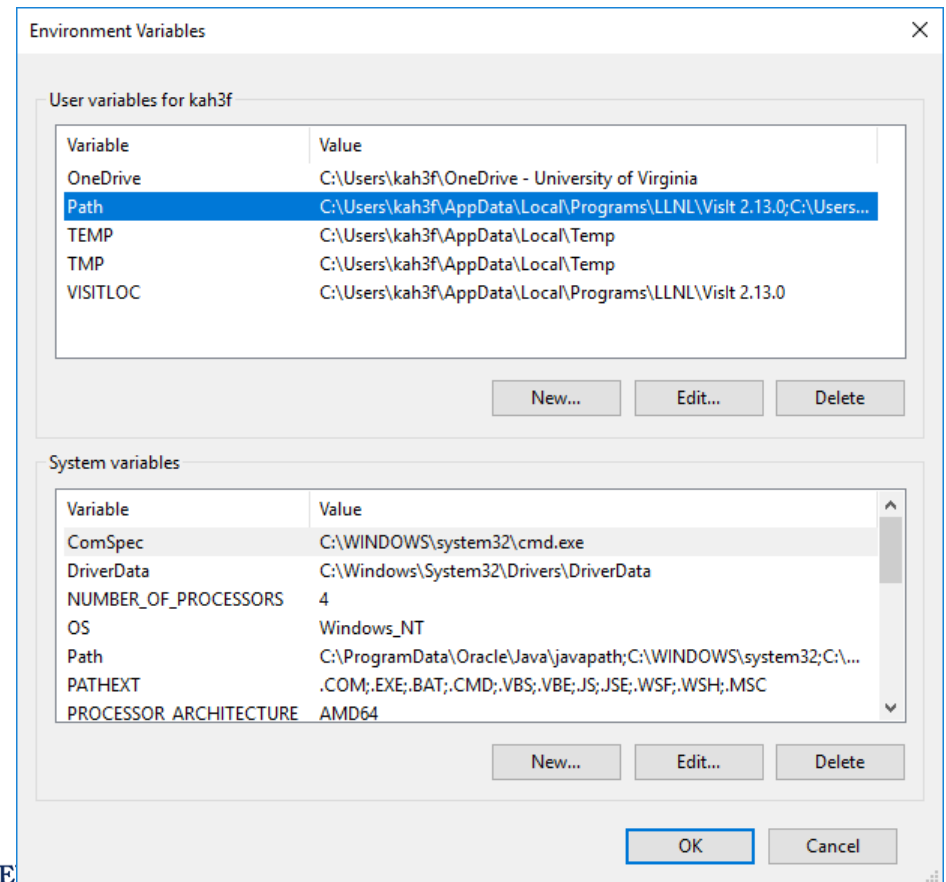 Environment Variables
User variables for kah3f
Variable Value
OneDrive C:\Users\kah3f\OneDrive - University of Virginia
Path C:\Users\kah3f\AppData\Local\Programs\LLNL\VisIt 2.13.0;C:\Users...
TEMP C:\Users\kah3f\AppData\Local\Temp
TMP C:\Users\kah3f\AppData\Local\Temp
VISITLOC C:\Users\kah3f\AppData\Local\Programs\LLNL\VisIt 2.13.0
New... Edit... Delete
System variables
Variable Value
ComSpec C:\WINDOWS\system32\cmd.exe
DriverData C:\Windows\System32\Drivers\DriverData
NUMBER_OF_PROCESSORS 4
OS Windows_NT
Path C:\ProgramData\Oracle\Java\javapath;C:\WINDOWS\system32;C:\...
PATHEXT .COM;.EXE;.BAT;.CMD;.VBS;.VBE;.JS;.JSE;.WSF;.WSH;.MSC
PROCESSOR_ARCHITECTURE AMD64
New... Edit... Delete
OK Cancel